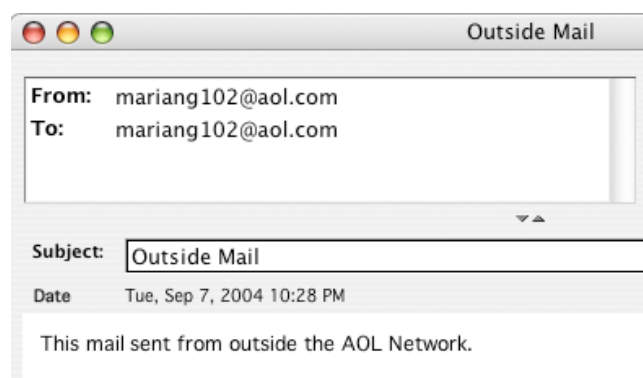 Outside Mail
From: mariang102@aol.com
To: mariang102@aol.com
Subject: Outside Mail
Date Tue, Sep 7, 2004 10:28 PM
This mail sent from outside the AOL Network.